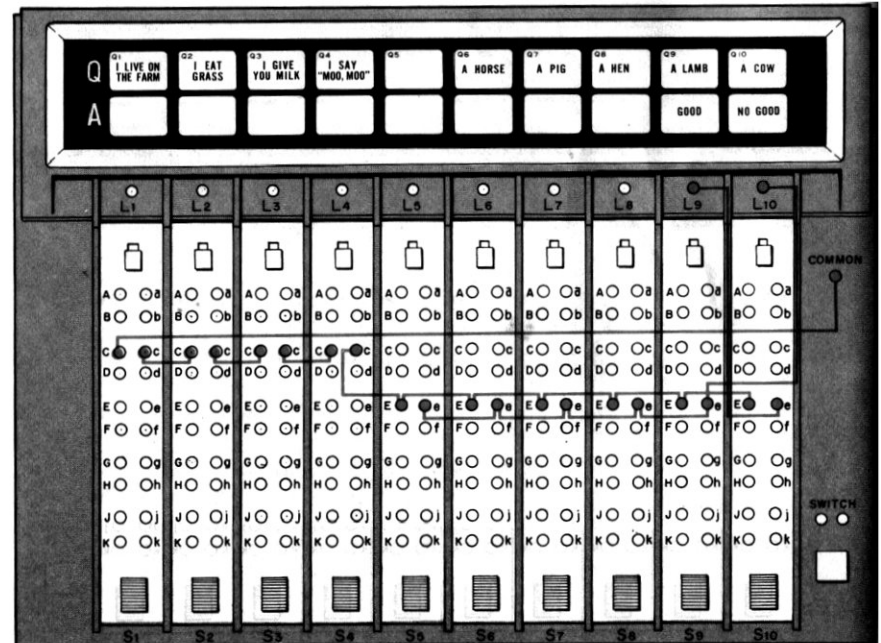 Q
Q1 I LIVE ON THE FARM
Q2 I EAT GRASS
Q3 I GIVE YOU MILK
Q4 I SAY "MOO, MOO"
Q5
Q6 A HORSE
Q7 A PIG
Q8 A HEN
Q9 A LAMB
Q10 A COW
A
GOOD
NO GOOD
L1 L2 L3 L4 L5 L6 L7 L8 L9 L10
COMMON
A a A a A a A a A a A a A a A a A a A a
B b B b B b B b B b B b B b B b B b B b
C c C c C c C c C c C c C c C c C c C c
D d D d D d D d D d D d D d D d D d D d
E e E e E e E e E e E e E e E e E e E e
F f F f F f F f F f F f F f F f F f F f
G g G g G g G g G g G g G g G g G g G g
H h H h H h H h H h H h H h H h H h H h
SWITCH
J j J j J j J j J j J j J j J j J j J j
K k K k K k K k K k K k K k K k K k K k
S1 S2 S3 S4 S5 S6 S7 S8 S9 S10